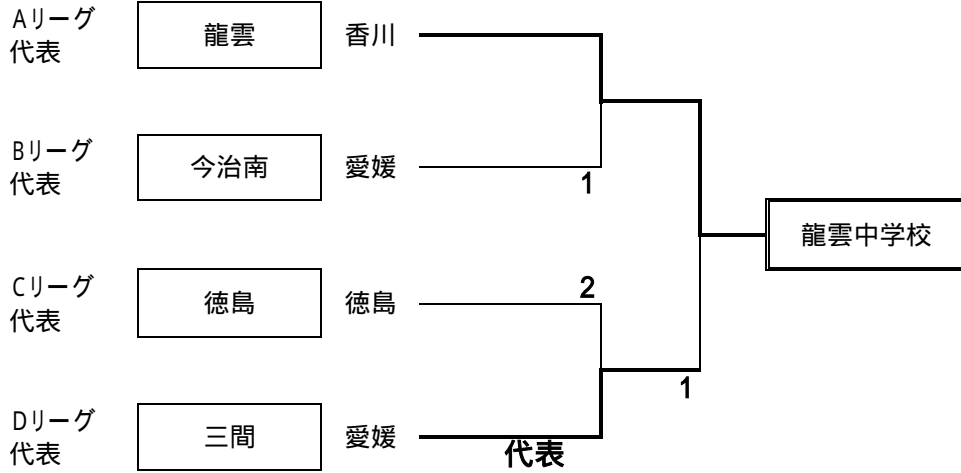 Aリーグ
代表
龍雲
香川
Bリーグ
代表
今治南
愛媛
1
龍雲中学校
Cリーグ
代表
徳島
徳島
2
1
Dリーグ
代表
三間
愛媛
代表